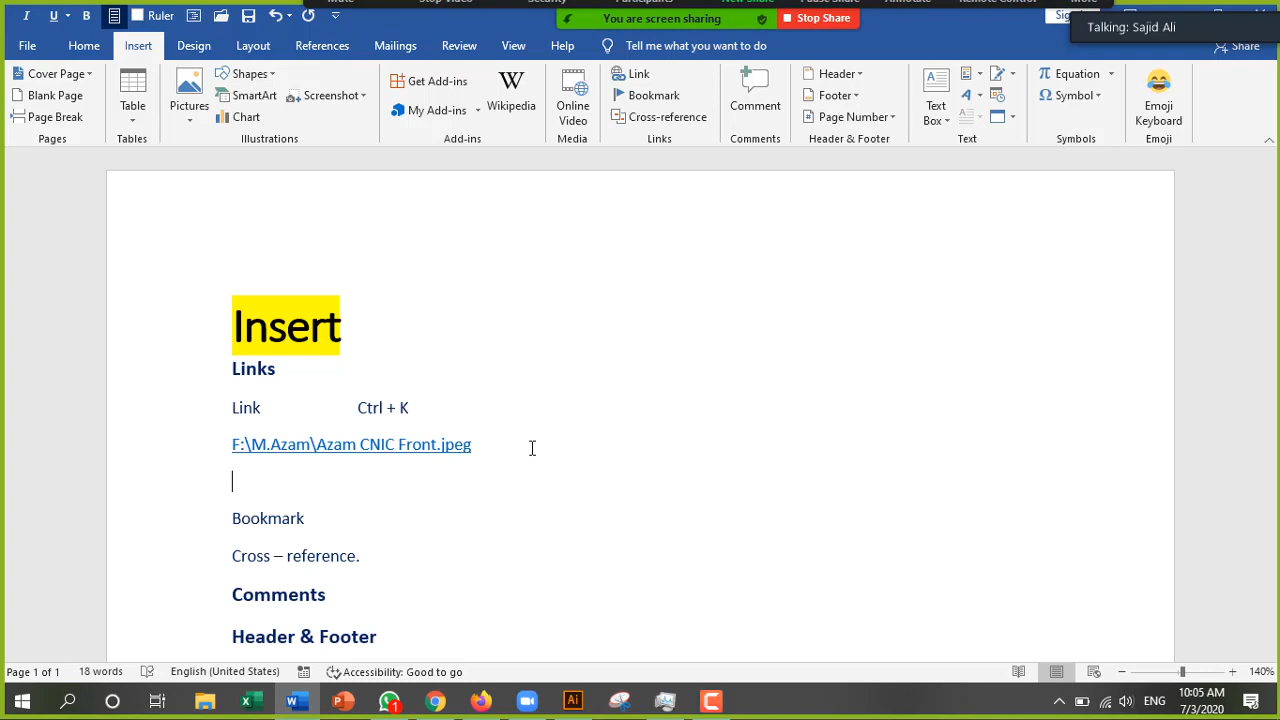 Ruler
You are screen sharing
Stop Share
Talking: Sajid Ali
File Home Insert Design Layout References Mailings Review View Help Tell me what you want to do Share
Cover Page
Blank Page
Page Break
Pages
Table
Tables
Pictures
Shapes
SmartArt
Chart
Screenshot
Illustrations
Get Add-ins
My Add-ins
Wikipedia
Add-ins
Online
Video
Media
Link
Bookmark
Cross-reference
Links
Comment
Comments
Header
Footer
Page Number
Header & Footer
Text
Box
Text
Equation
Symbol
Symbols
Emoji
Keyboard
Emoji
Insert
Links
Link Ctrl + K
F:\M.Azam\Azam CNIC Front.jpeg
Bookmark
Cross – reference.
Comments
Header & Footer
Page 1 of 1 18 words English (United States) Accessibility: Good to go 140%
ENG
10:05 AM
7/3/2020